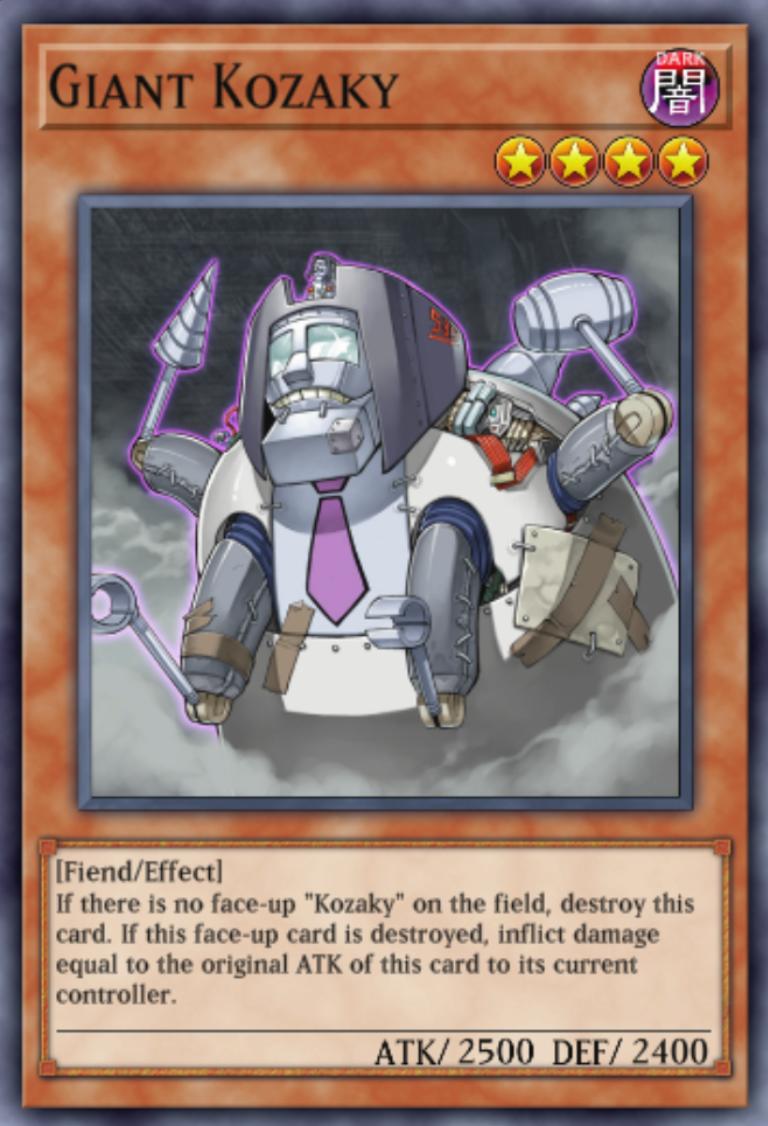 Giant Kozaky
DARK
闇
[Fiend/Effect]
If there is no face-up "Kozaky" on the field, destroy this
card. If this face-up card is destroyed, inflict damage
equal to the original ATK of this card to its current
controller.
ATK/ 2500 DEF/ 2400